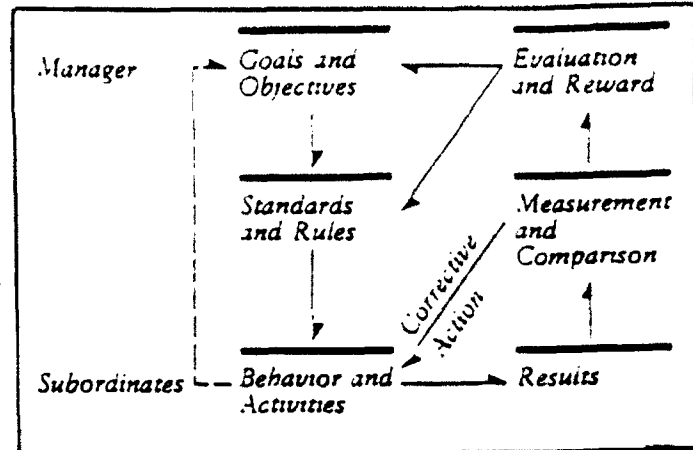 Manager
Goals and
Objectives
Evaluation
and Reward
Standards
and Rules
Measurement
and
Comparison
Corrective
Action
Subordinates
Behavior and
Activities
Results